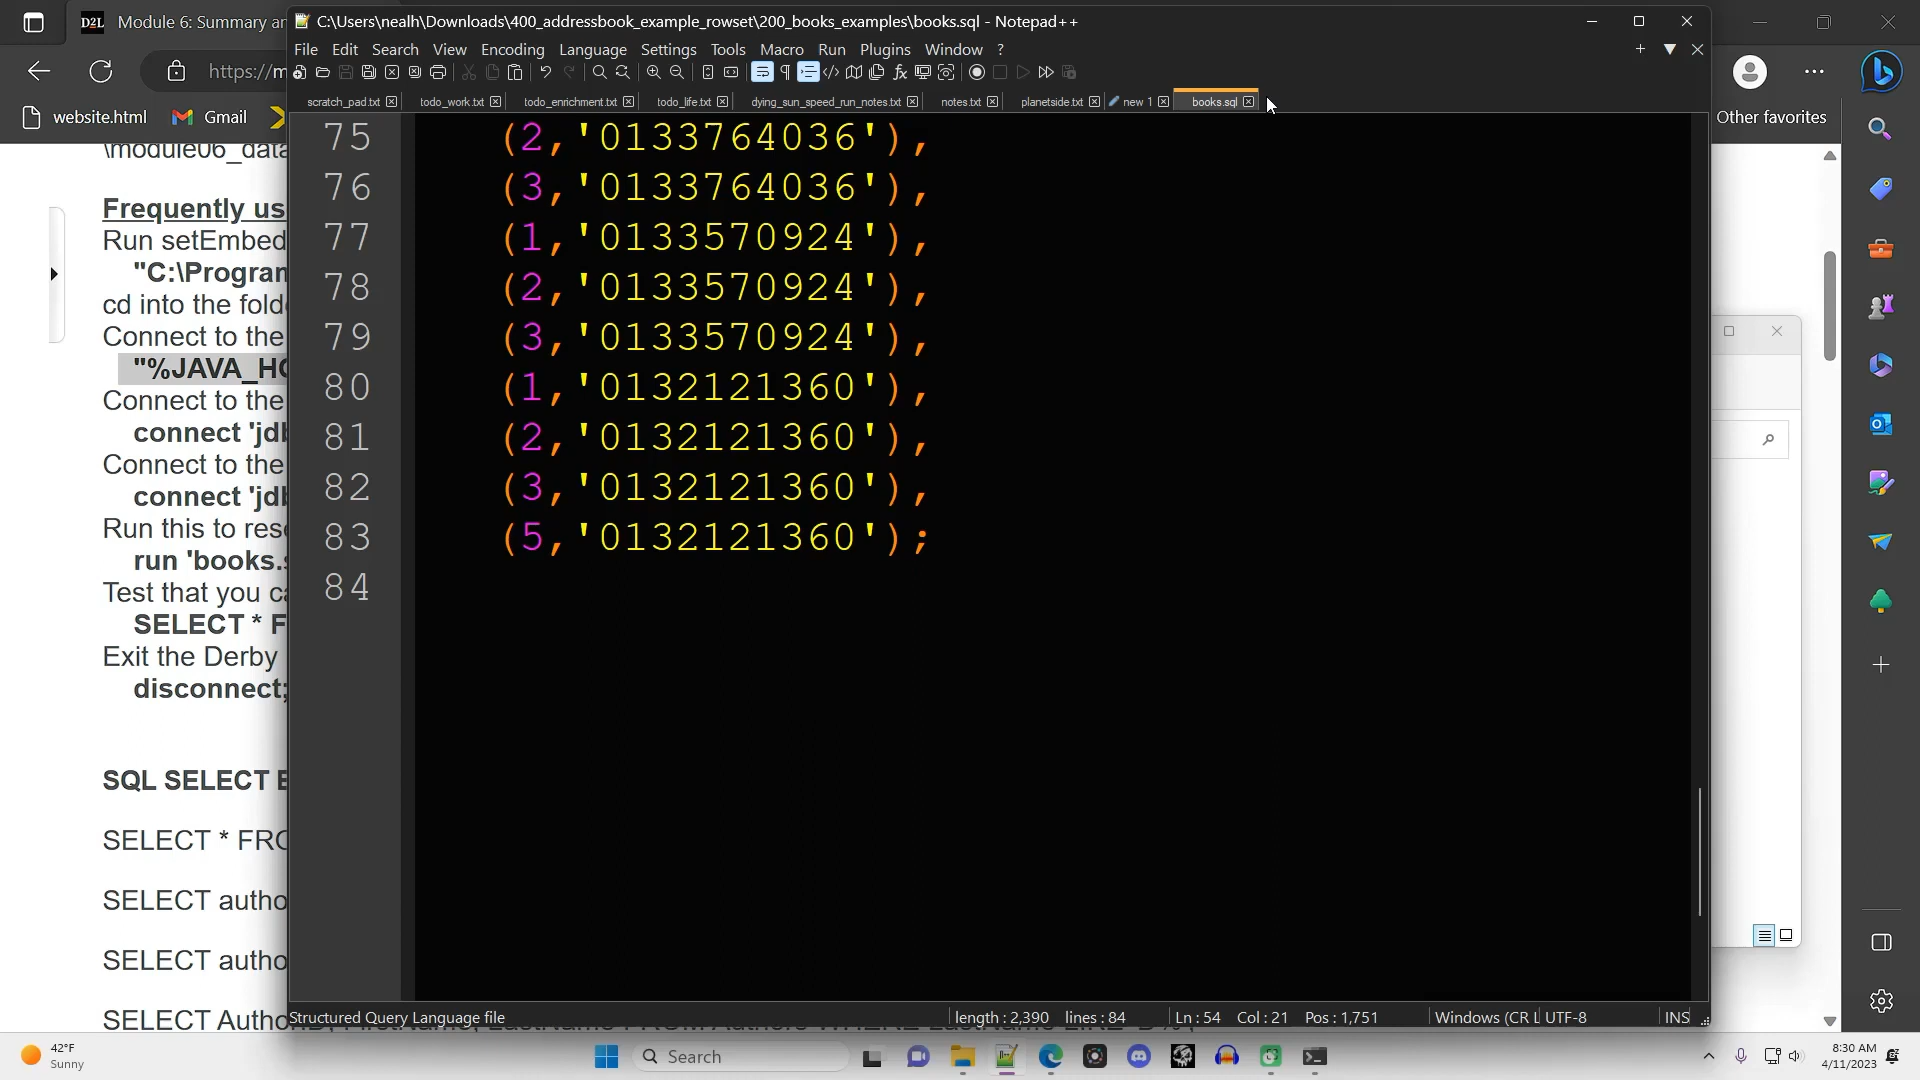 C:\Users\nealh\Downloads\400_addressbook_example_rowset\200_books_examples\books.sql - Notepad++
D2L Module 6: Summary an
File Edit Search View Encoding Language Settings Tools Macro Run Plugins Window ?
https://m
scratch_pad.txt todo_work.txt todo_enrichment.txt todo_life.txt dying_sun_speed_run_notes.txt notes.txt planetside.txt new 1 books.sql
website.html Gmail Other favorites
75 (2,'0133764036'),
76 (3,'0133764036'),
77 (1,'0133570924'),
78 (2,'0133570924'),
79 (3,'0133570924'),
80 (1,'0132121360'),
81 (2,'0132121360'),
82 (3,'0132121360'),
83 (5,'0132121360');
84
\module06_data
Frequently us
Run setEmbed
"C:\Program
cd into the fold
Connect to the
"%JAVA_HO
Connect to the
connect 'jdb
Connect to the
connect 'jdb
Run this to rese
run 'books.s
Test that you ca
SELECT * F
Exit the Derby
disconnect;
SQL SELECT E
SELECT * FRO
SELECT autho
SELECT autho
SELECT Author
Structured Query Language file length : 2,390 lines : 84 Ln : 54 Col : 21 Pos : 1,751 Windows (CR L UTF-8 INS
42°F
Sunny
Search
8:30 AM
4/11/2023